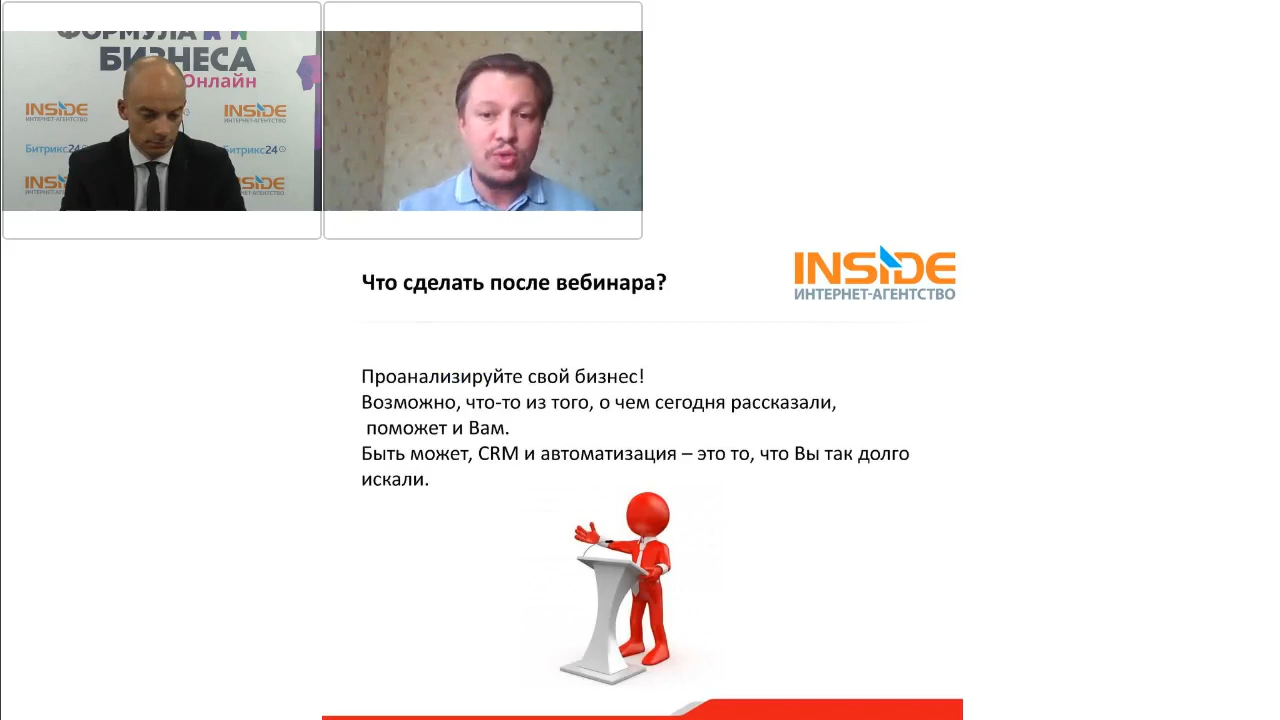 ФОРМУЛА
БИЗНЕСА
Онлайн
INSIDE
ИНТЕРНЕТ-АГЕНТСТВО
INSIDE
ИНТЕРНЕТ-АГЕНТСТВО
Битрикс24
Битрикс24
INSIDE
ИНТЕРНЕТ-АГЕНТСТВО
INSIDE
ИНТЕРНЕТ-АГЕНТСТВО
Что сделать после вебинара?
INSIDE
ИНТЕРНЕТ-АГЕНТСТВО
Проанализируйте свой бизнес!
Возможно, что-то из того, о чем сегодня рассказали,
поможет и Вам.
Быть может, CRM и автоматизация – это то, что Вы так долго
искали.